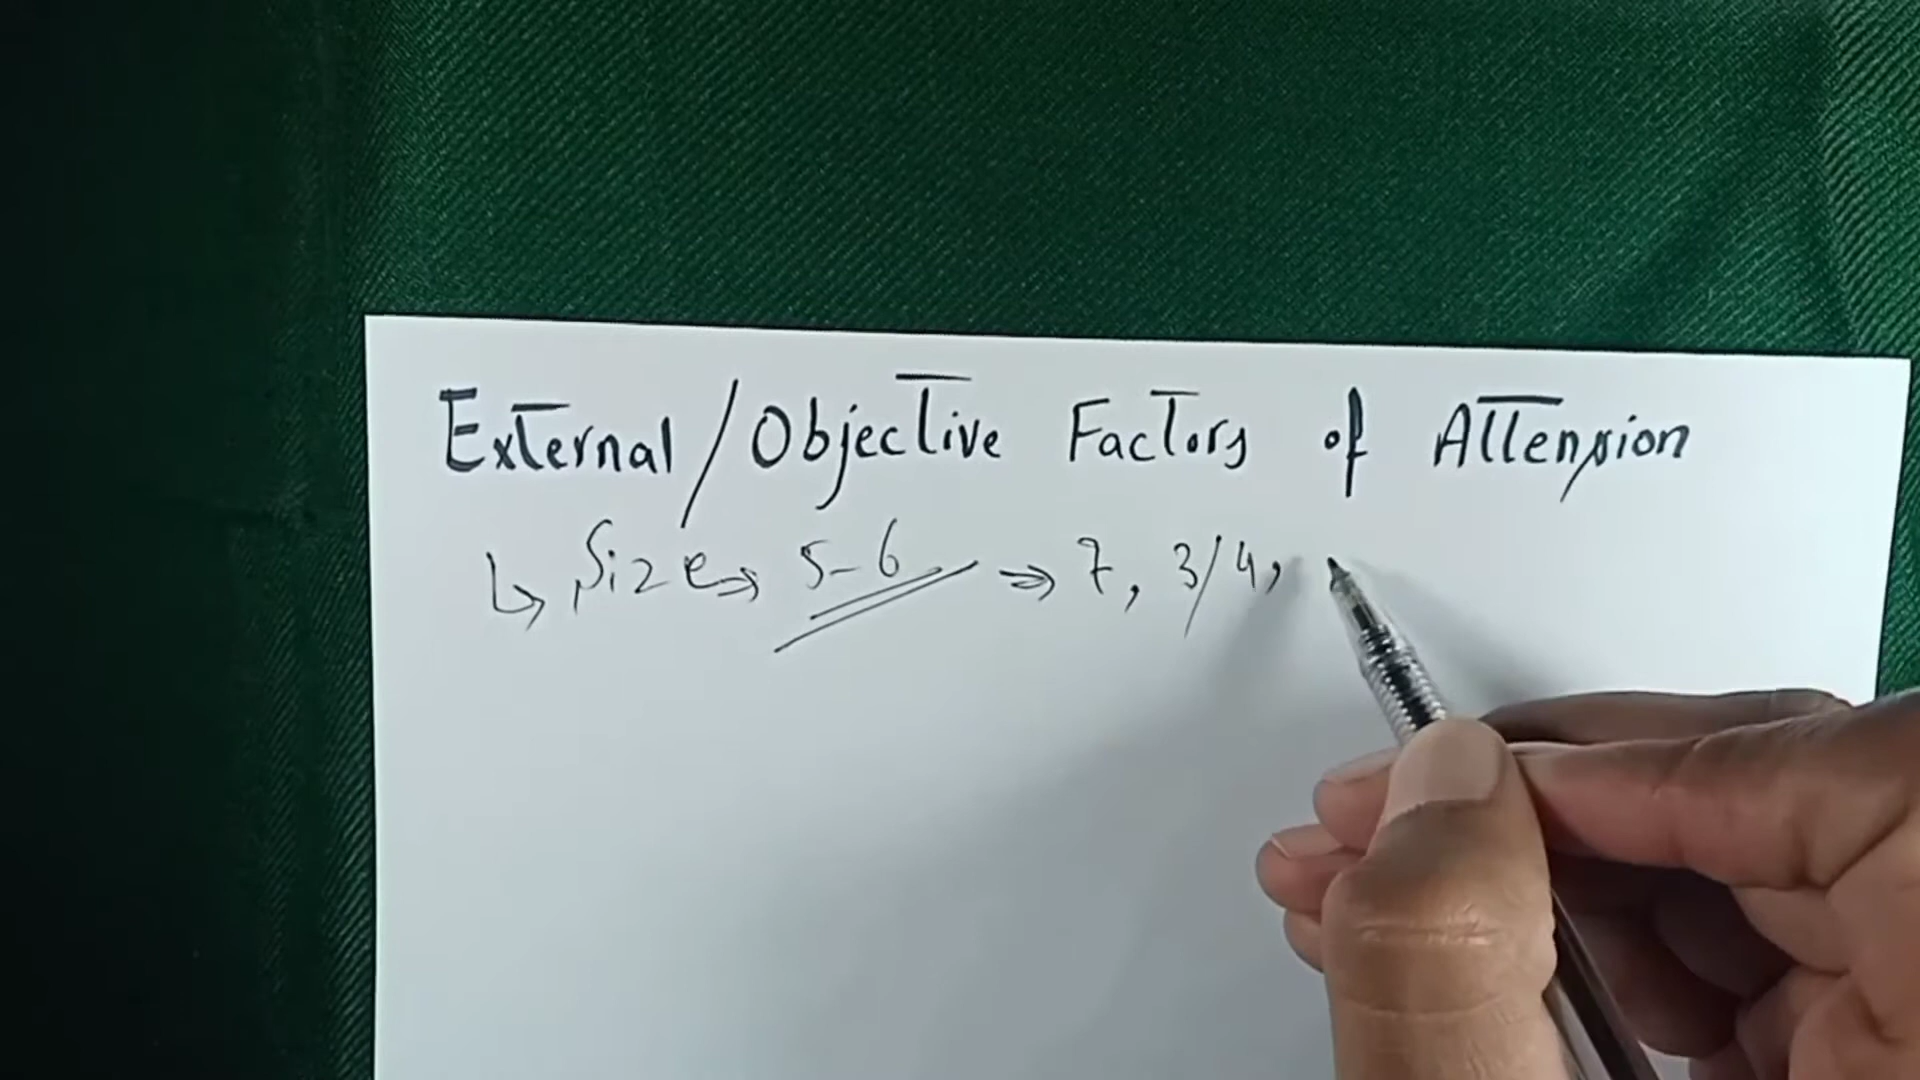 External/Objective Factors of Attension
↳ Size → 5-6 ⇒ 7, 3/4,